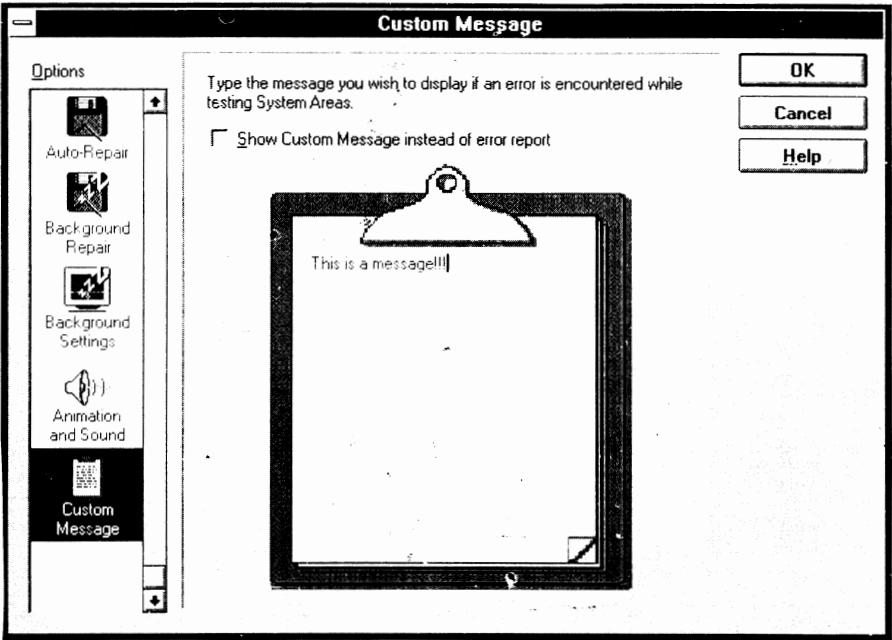 Custom Message
Options
Auto-Repair
Background
Repair
Background
Settings
Animation
and Sound
Custom
Message
Type the message you wish to display if an error is encountered while
testing System Areas.
Show Custom Message instead of error report
This is a message!!!
OK
Cancel
Help